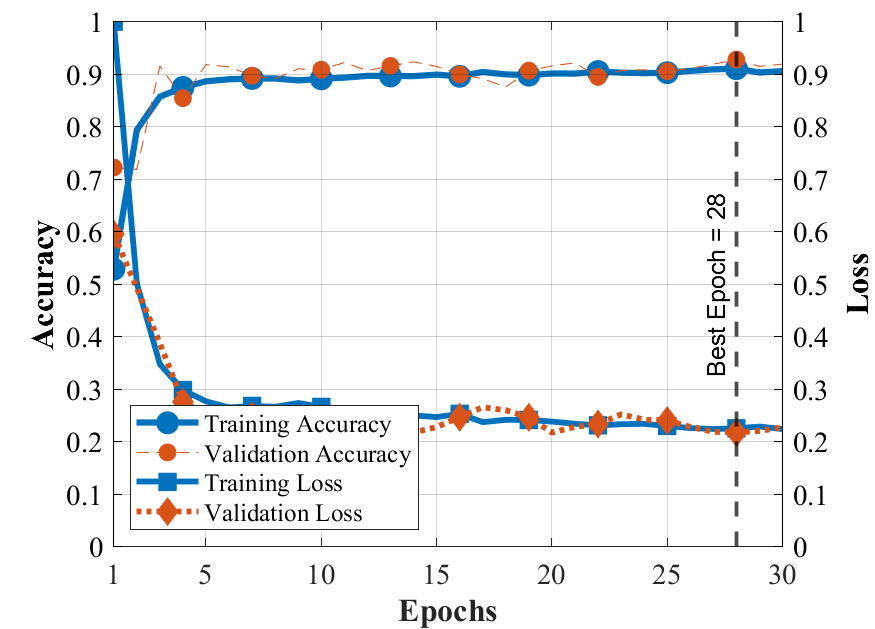 1
0.9
0.8
0.7
0.6
0.5
0.4
0.3
0.2
0.1
0
Accuracy
1
0.9
0.8
0.7
0.6
0.5
0.4
0.3
0.2
0.1
0
Loss
Best Epoch = 28
Training Accuracy
Validation Accuracy
Training Loss
Validation Loss
1 5 10 15 20 25 30
Epochs